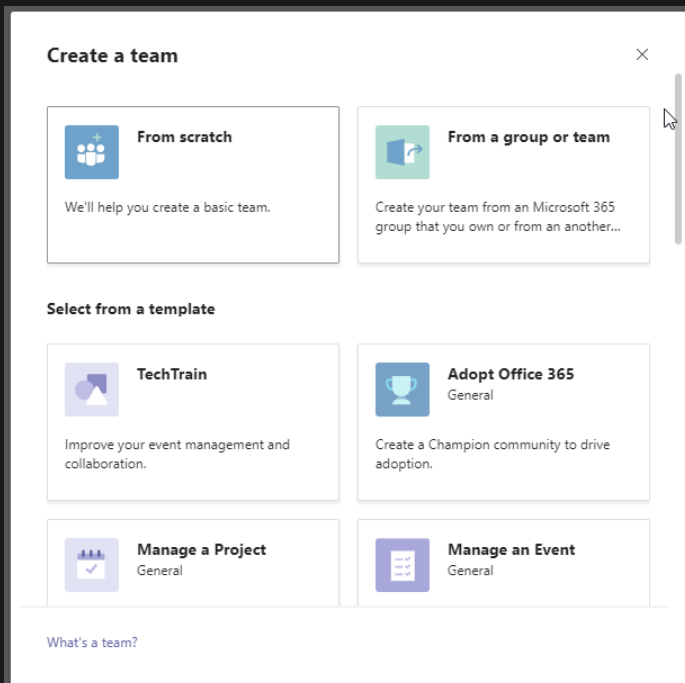 Create a team
From scratch
We'll help you create a basic team.
From a group or team
Create your team from an Microsoft 365
group that you own or from an another...
Select from a template
TechTrain
Improve your event management and
collaboration.
Adopt Office 365
General
Create a Champion community to drive
adoption.
Manage a Project
General
Manage an Event
General
What's a team?